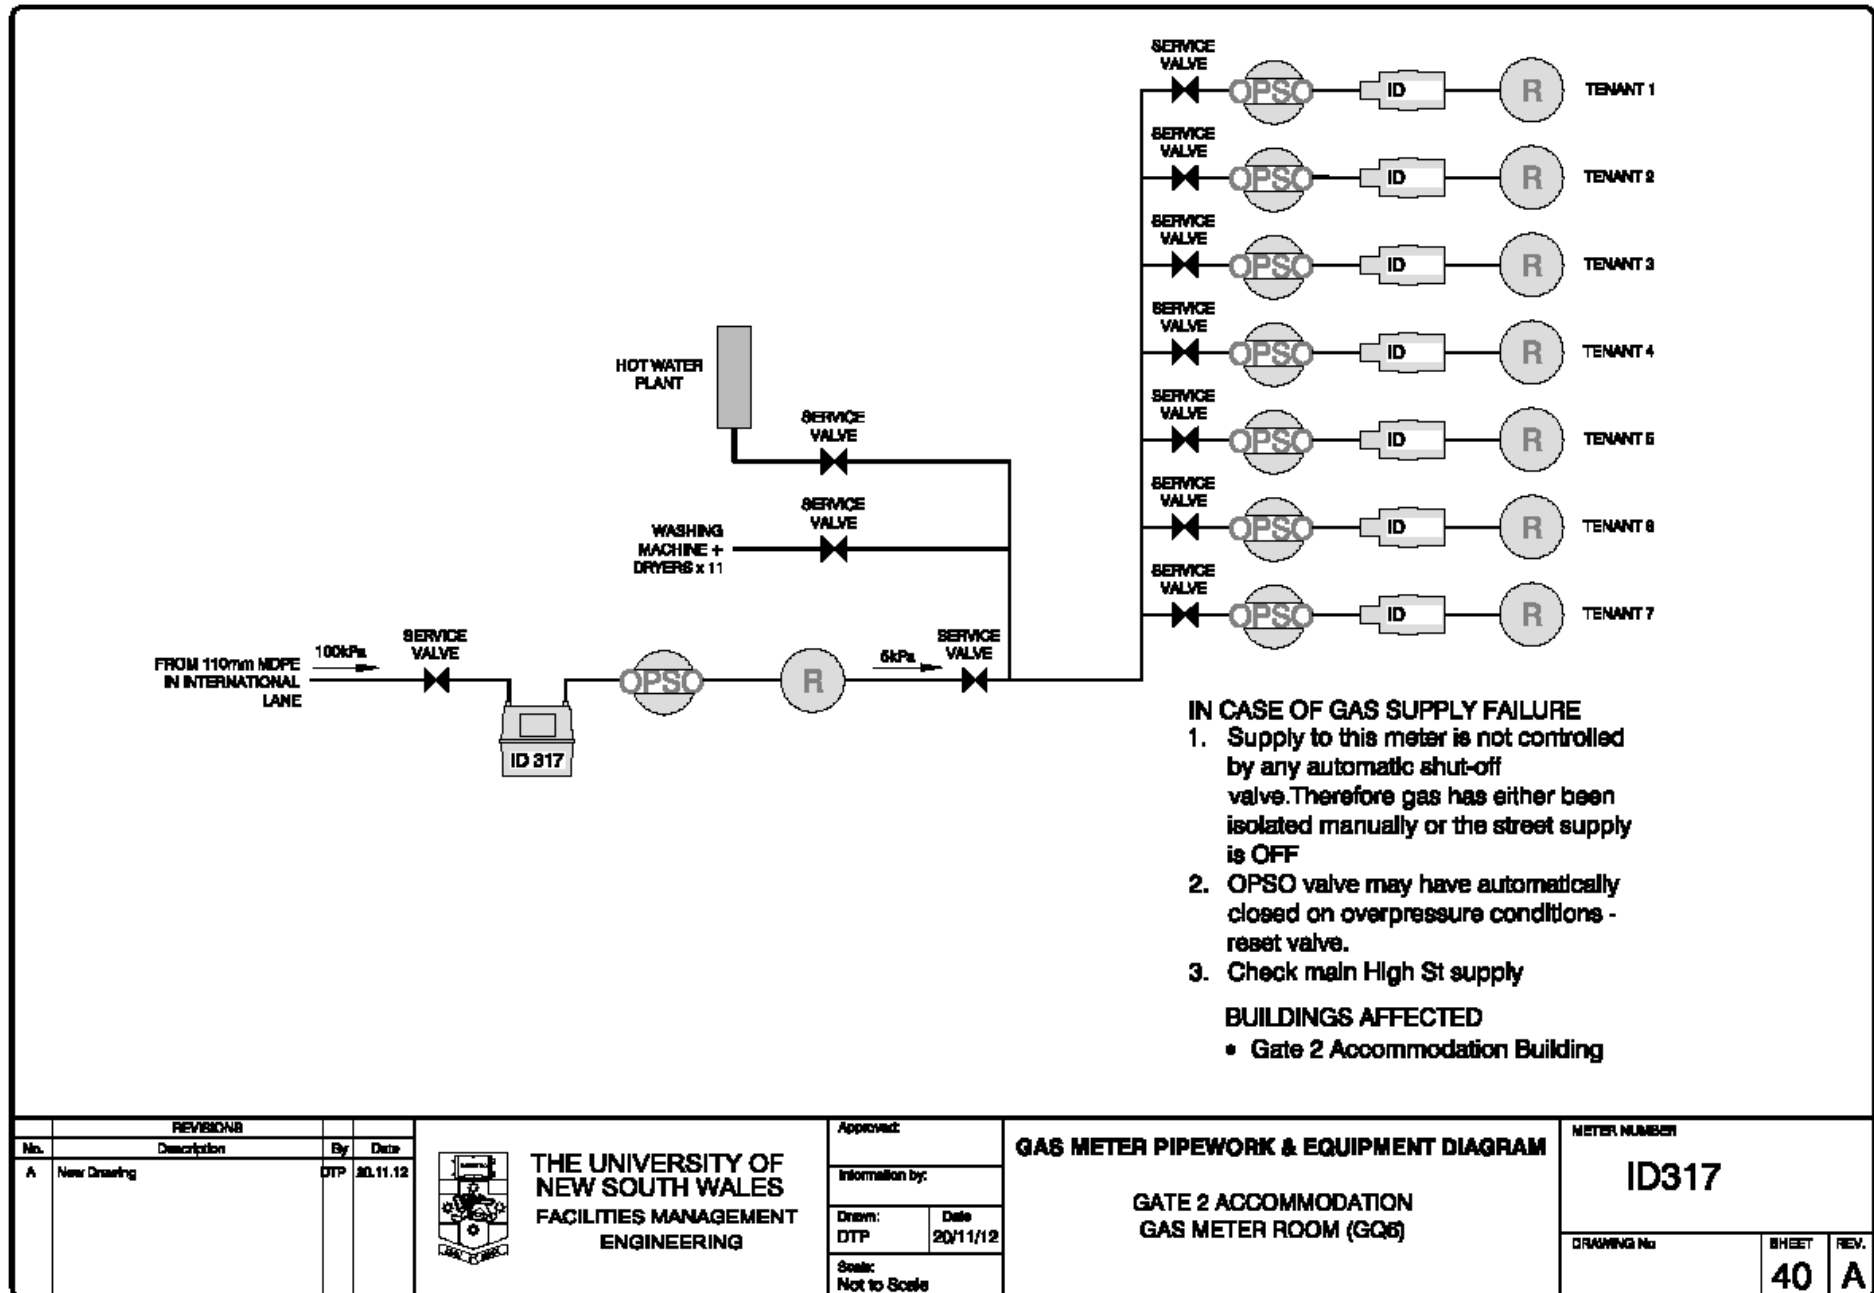 SERVICE
VALVE
OPSO
ID
R
TENANT 1
SERVICE
VALVE
OPSO
ID
R
TENANT 2
SERVICE
VALVE
OPSO
ID
R
TENANT 3
SERVICE
VALVE
OPSO
ID
R
TENANT 4
SERVICE
VALVE
OPSO
ID
R
TENANT 5
SERVICE
VALVE
OPSO
ID
R
TENANT 6
SERVICE
VALVE
OPSO
ID
R
TENANT 7
HOT WATER
PLANT
SERVICE
VALVE
WASHING
MACHINE +
DRYERS x 11
SERVICE
VALVE
FROM 110mm MDPE
IN INTERNATIONAL
LANE
100kPa
SERVICE
VALVE
ID 317
OPSO
R
5kPa
SERVICE
VALVE
IN CASE OF GAS SUPPLY FAILURE
1. Supply to this meter is not controlled
by any automatic shut-off
valve.Therefore gas has either been
isolated manually or the street supply
is OFF
2. OPSO valve may have automatically
closed on overpressure conditions -
reset valve.
3. Check main High St supply
BUILDINGS AFFECTED
• Gate 2 Accommodation Building
REVISIONS
No. Description By Date
A New Drawing DTP 20.11.12
THE UNIVERSITY OF
NEW SOUTH WALES
FACILITIES MANAGEMENT
ENGINEERING
Approved:
Information by:
Drawn: Date
DTP 20/11/12
Scale:
Not to Scale
GAS METER PIPEWORK & EQUIPMENT DIAGRAM
GATE 2 ACCOMMODATION
GAS METER ROOM (GQ6)
METER NUMBER
ID317
DRAWING No
SHEET
40
REV.
A